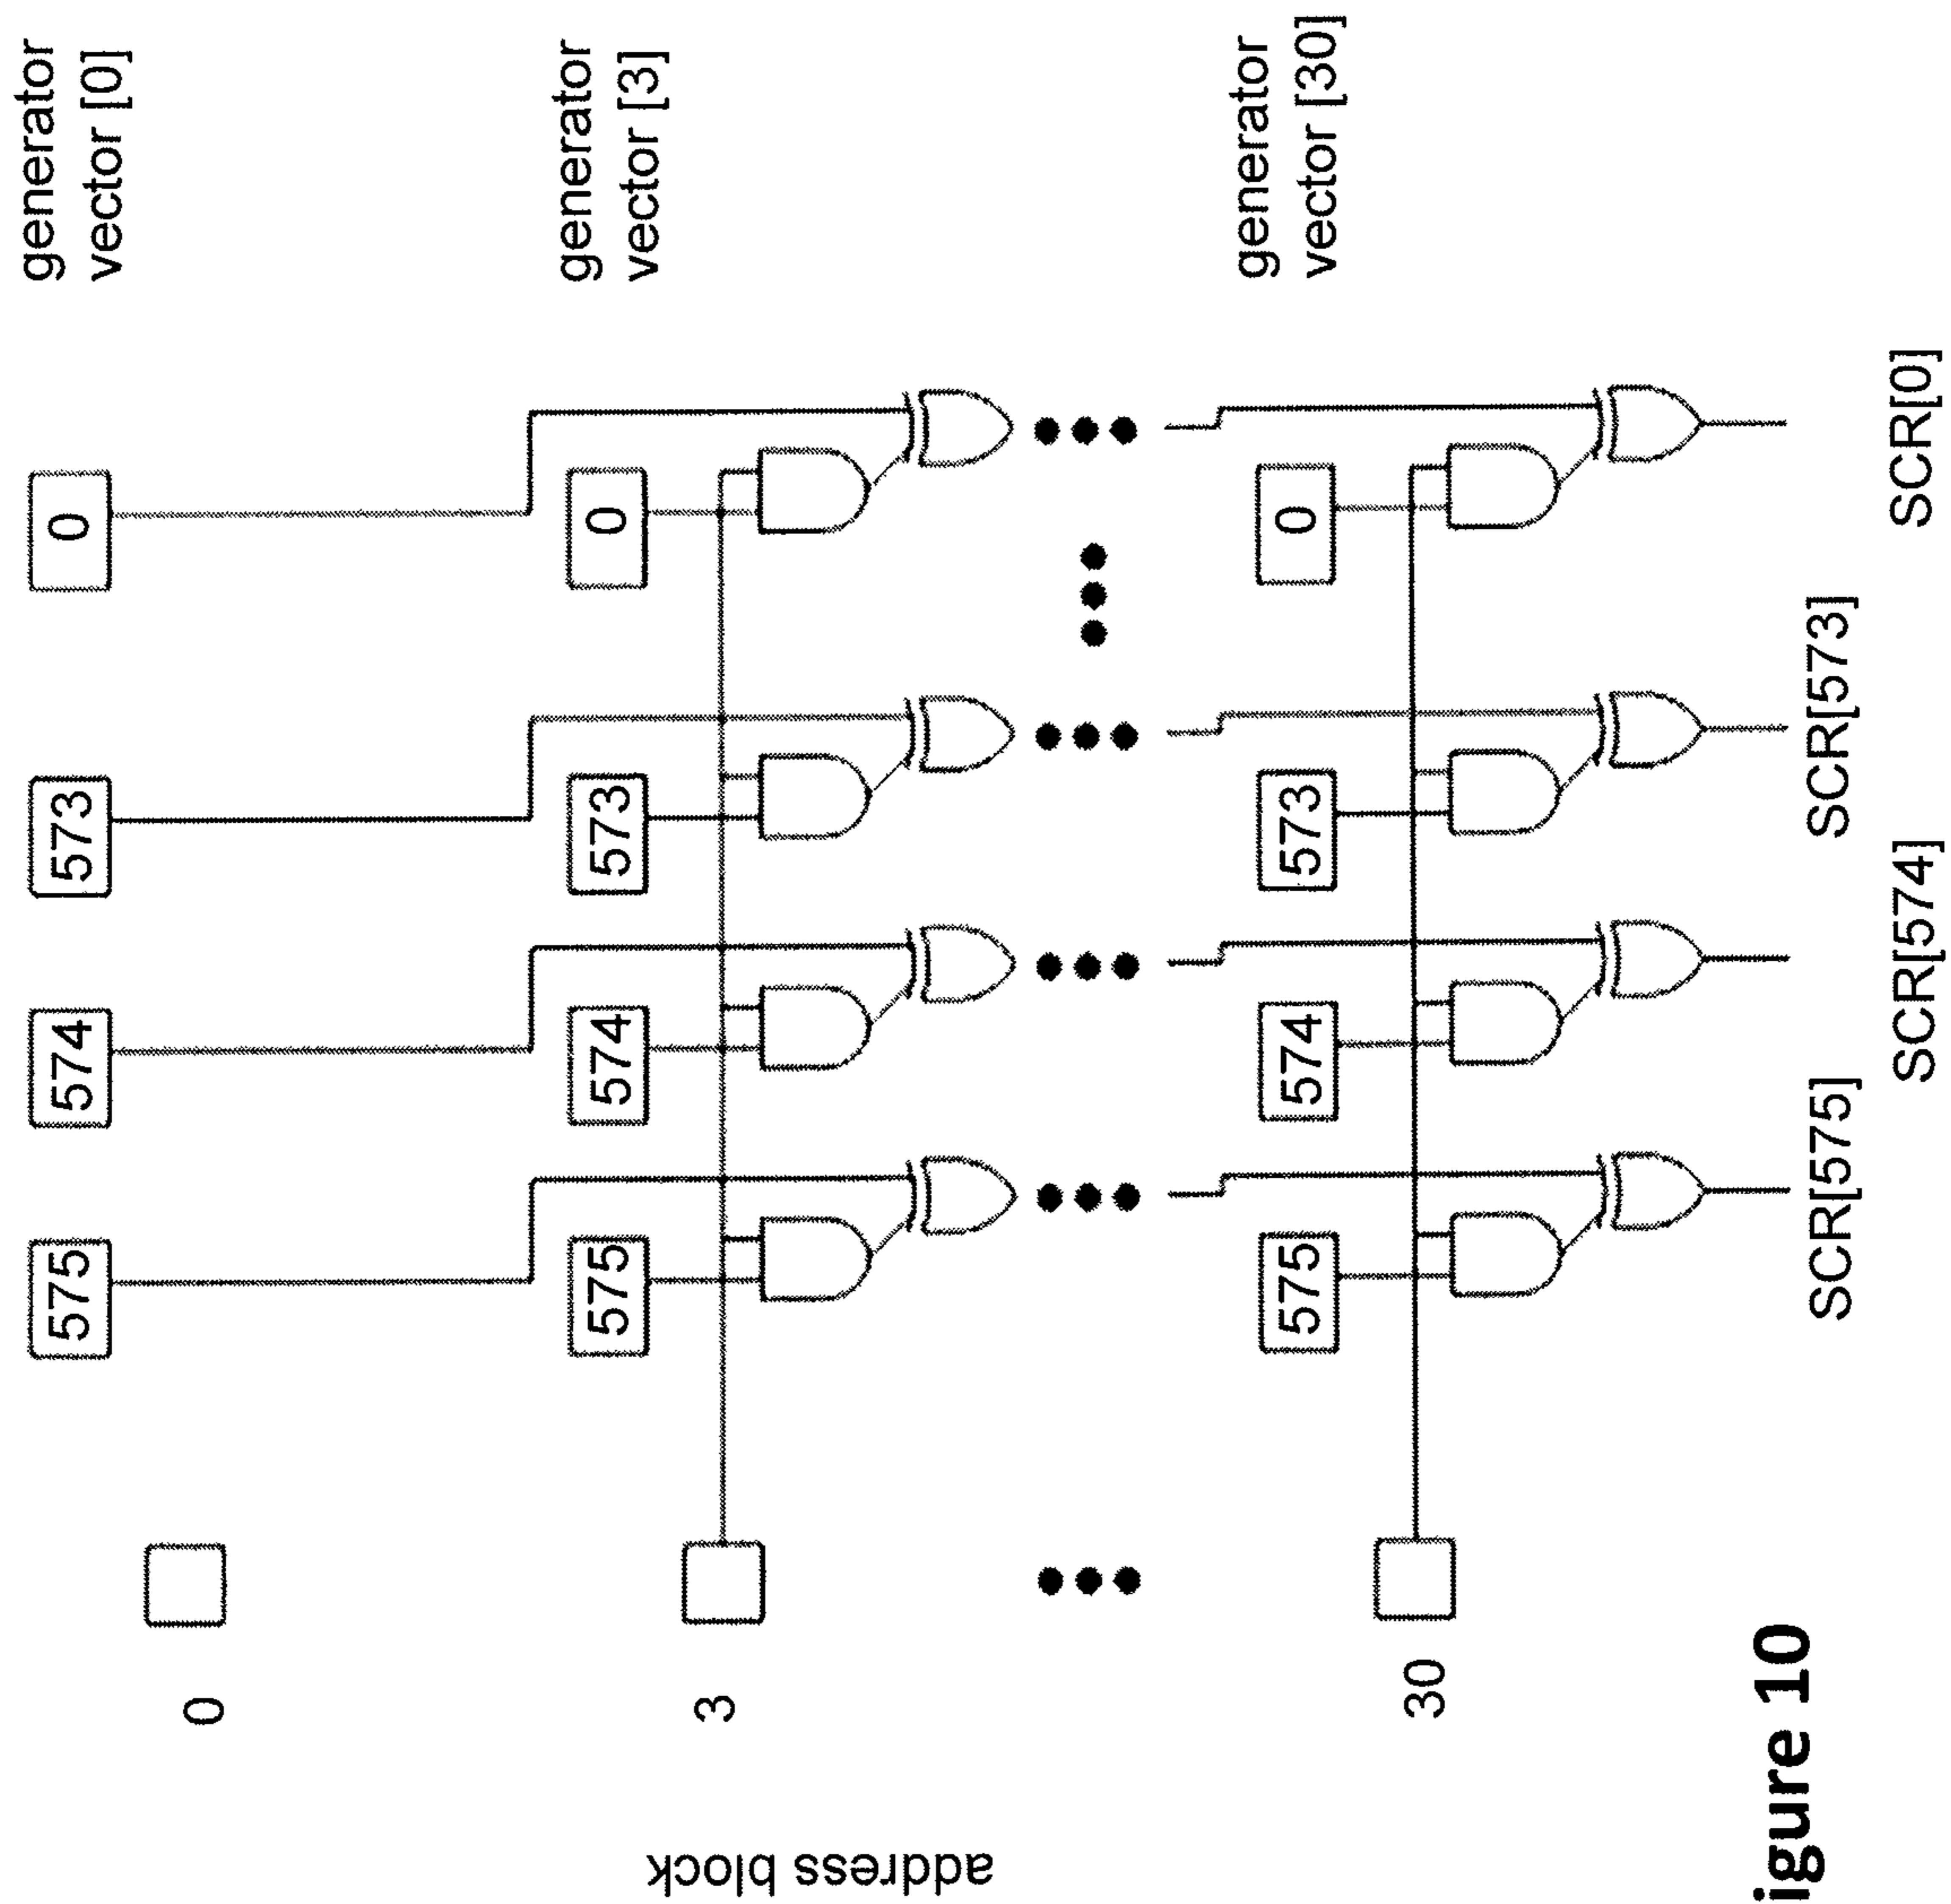 generator
vector [0]
575 574 573 0
0
generator
vector [3]
575 574 573 0
3
address block
generator
vector [30]
575 574 573 0
30
SCR[575]
SCR[574]
SCR[573]
SCR[0]
igure 10